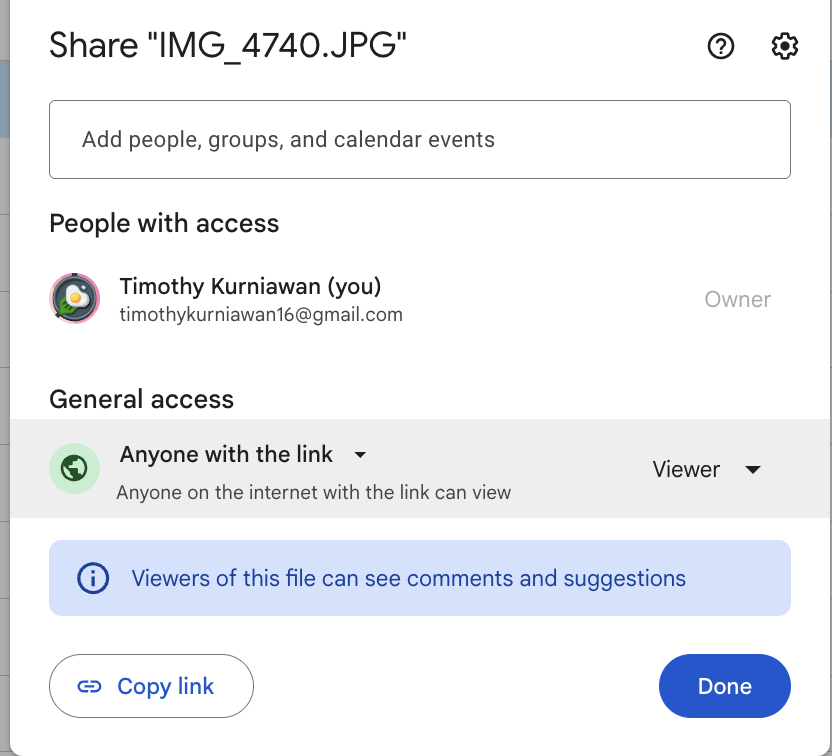 Share "IMG_4740.JPG"
Add people, groups, and calendar events
People with access
Timothy Kurniawan (you)
timothykurniawan16@gmail.com
Owner
General access
Anyone with the link
Anyone on the internet with the link can view
Viewer
Viewers of this file can see comments and suggestions
Copy link
Done